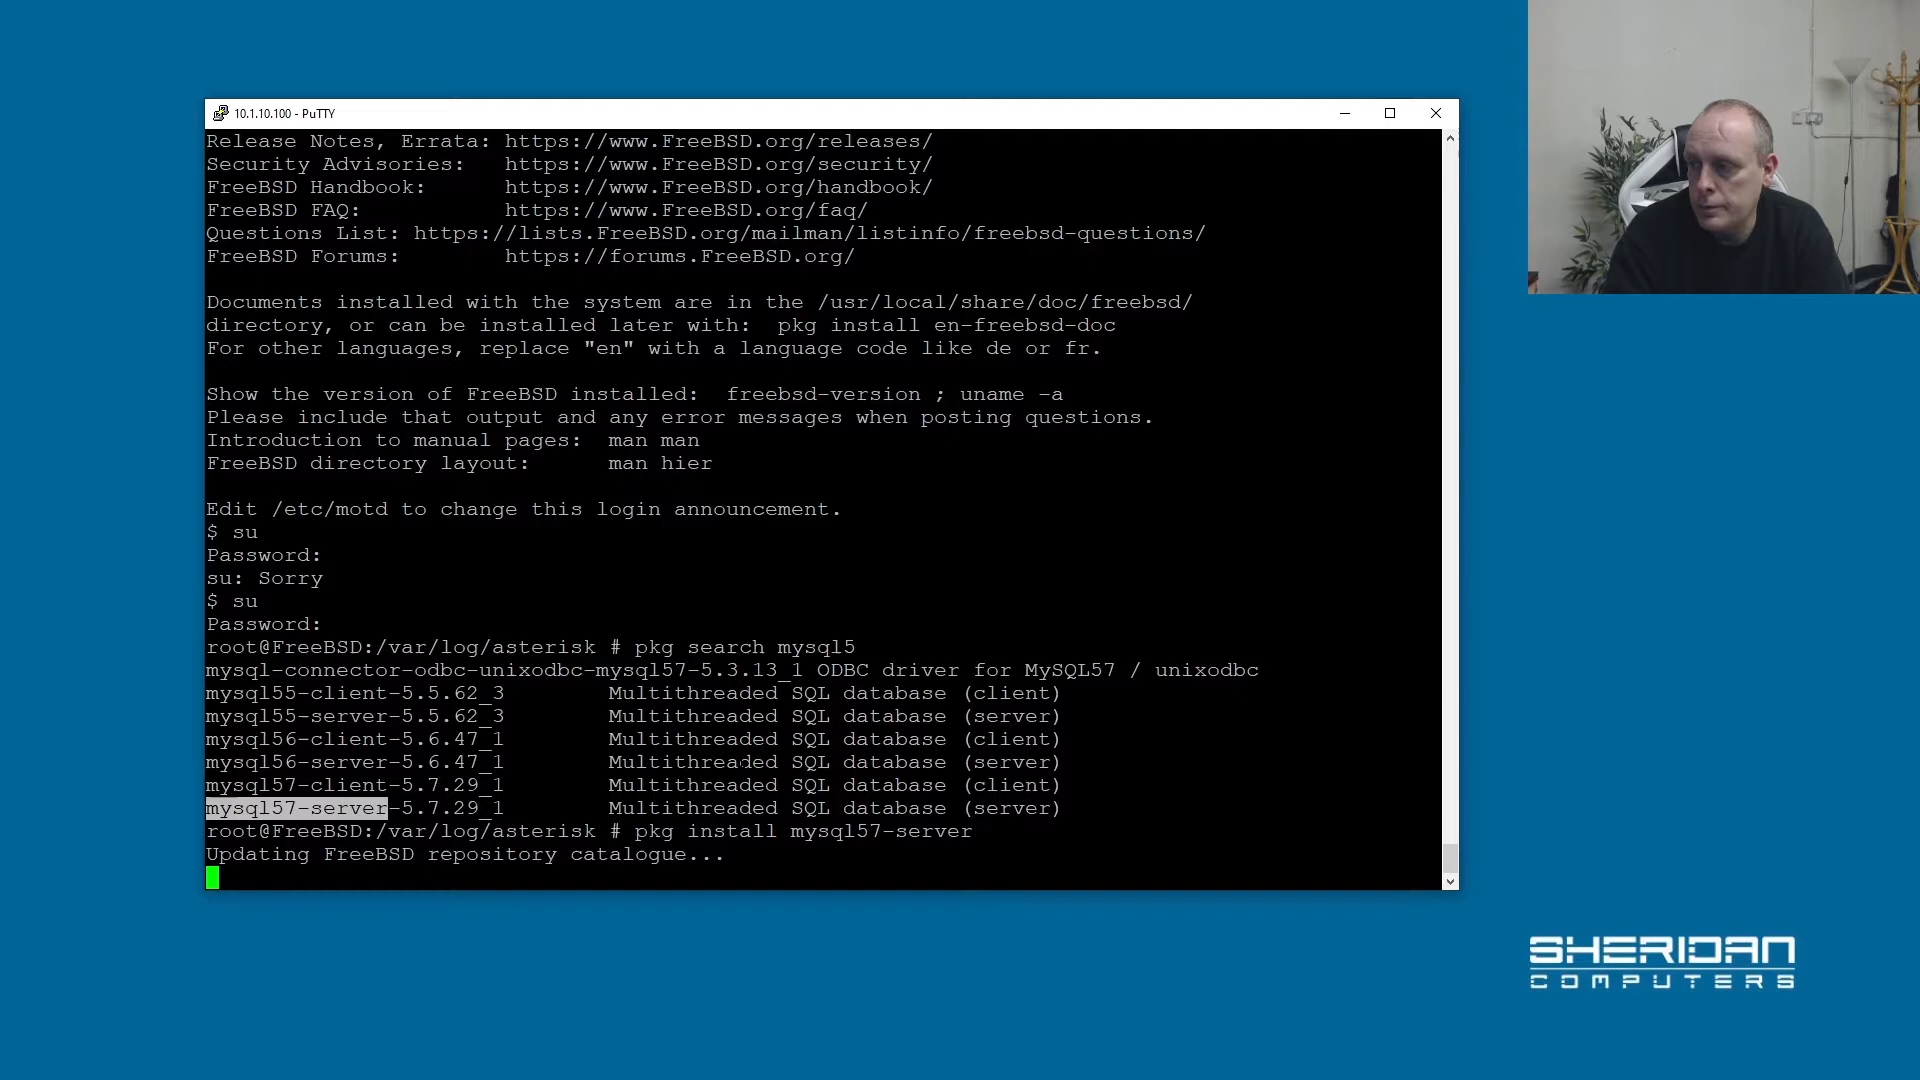 10.1.10.100 - PuTTY
Release Notes, Errata: https://www.FreeBSD.org/releases/
Security Advisories:   https://www.FreeBSD.org/security/
FreeBSD Handbook:      https://www.FreeBSD.org/handbook/
FreeBSD FAQ:           https://www.FreeBSD.org/faq/
Questions List: https://lists.FreeBSD.org/mailman/listinfo/freebsd-questions/
FreeBSD Forums:        https://forums.FreeBSD.org/
Documents installed with the system are in the /usr/local/share/doc/freebsd/
directory, or can be installed later with:  pkg install en-freebsd-doc
For other languages, replace "en" with a language code like de or fr.
Show the version of FreeBSD installed:  freebsd-version ; uname -a
Please include that output and any error messages when posting questions.
Introduction to manual pages:  man man
FreeBSD directory layout:      man hier
Edit /etc/motd to change this login announcement.
$ su
Password:
su: Sorry
$ su
Password:
root@FreeBSD:/var/log/asterisk # pkg search mysql5
mysql-connector-odbc-unixodbc-mysql57-5.3.13_1 ODBC driver for MySQL57 / unixodbc
mysql55-client-5.5.62_3        Multithreaded SQL database (client)
mysql55-server-5.5.62_3        Multithreaded SQL database (server)
mysql56-client-5.6.47_1        Multithreaded SQL database (client)
mysql56-server-5.6.47_1        Multithreaded SQL database (server)
mysql57-client-5.7.29_1        Multithreaded SQL database (client)
mysql57-server-5.7.29_1        Multithreaded SQL database (server)
root@FreeBSD:/var/log/asterisk # pkg install mysql57-server
Updating FreeBSD repository catalogue...
SHERIDAN
COMPUTERS